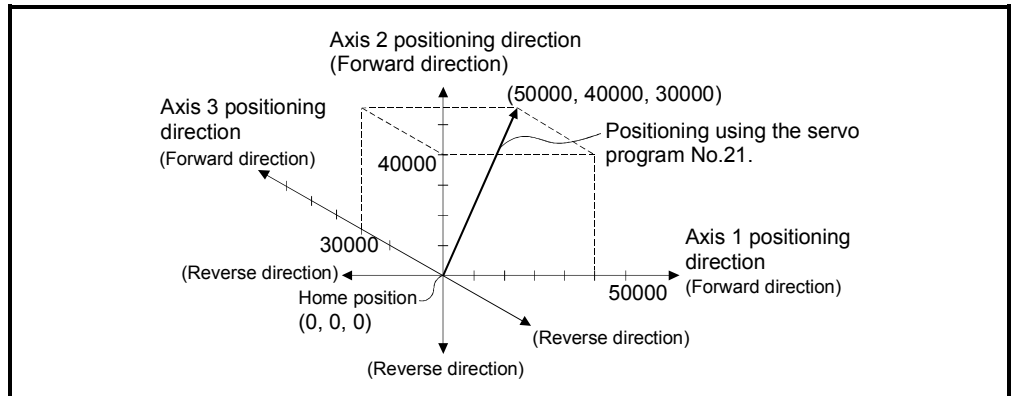 Axis 2 positioning direction
(Forward direction)
(50000, 40000, 30000)
Axis 3 positioning
direction
(Forward direction)
Positioning using the servo
program No.21.
40000
30000
Axis 1 positioning
direction
(Forward direction)
(Reverse direction)
50000
Home position
(0, 0, 0)
(Reverse direction)
(Reverse direction)